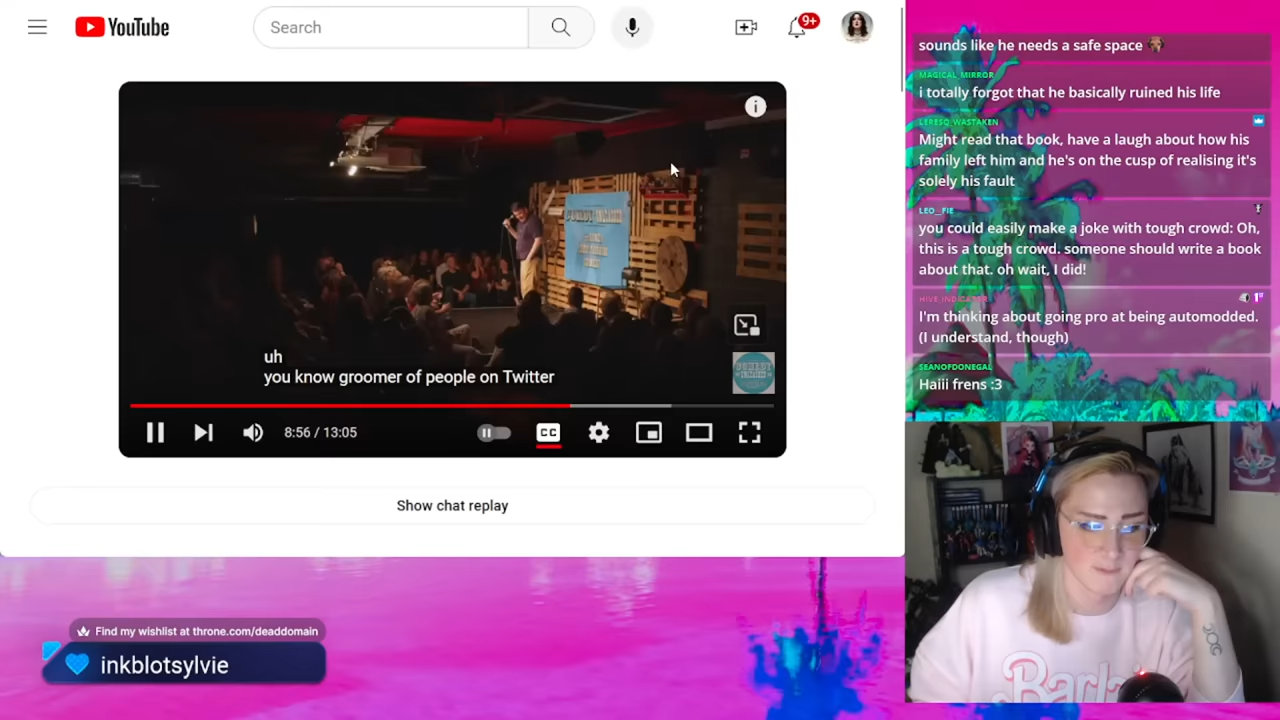 YouTube
Search
9+
uh
you know groomer of people on Twitter
8:56 / 13:05
CC
Show chat replay
Find my wishlist at throne.com/deaddomain
inkblotsylvie
sounds like he needs a safe space
MAGICAL_MIRROR
i totally forgot that he basically ruined his life
Might read that book, have a laugh about how his
family left him and he's on the cusp of realising it's
solely his fault
LEO__FIE
you could easily make a joke with tough crowd: Oh,
this is a tough crowd. someone should write a book
about that. oh wait, I did!
HIVE_INDICATOR
I'm thinking about going pro at being automodded.
(I understand, though)
SEANOFDONEGAL
Haiii frens :3